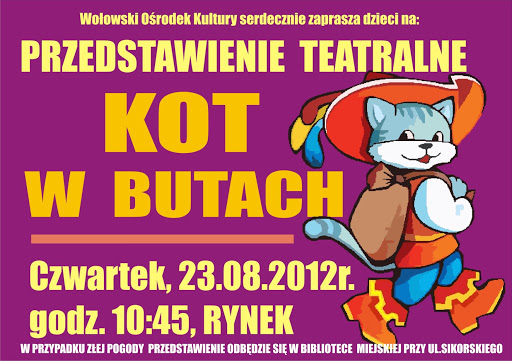 Wołowski Ośrodek Kultury serdecznie zaprasza dzieci na:
PRZEDSTAWIENIE TEATRALNE
KOT
W BUTACH
Czwartek, 23.08.2012r.
godz. 10:45, RYNEK
W PRZYPADKU ZŁEJ POGODY PRZEDSTAWIENIE ODBĘDZIE SIĘ W BIBLIOTECE MIEJSKIEJ PRZY UL.SIKORSKIEGO